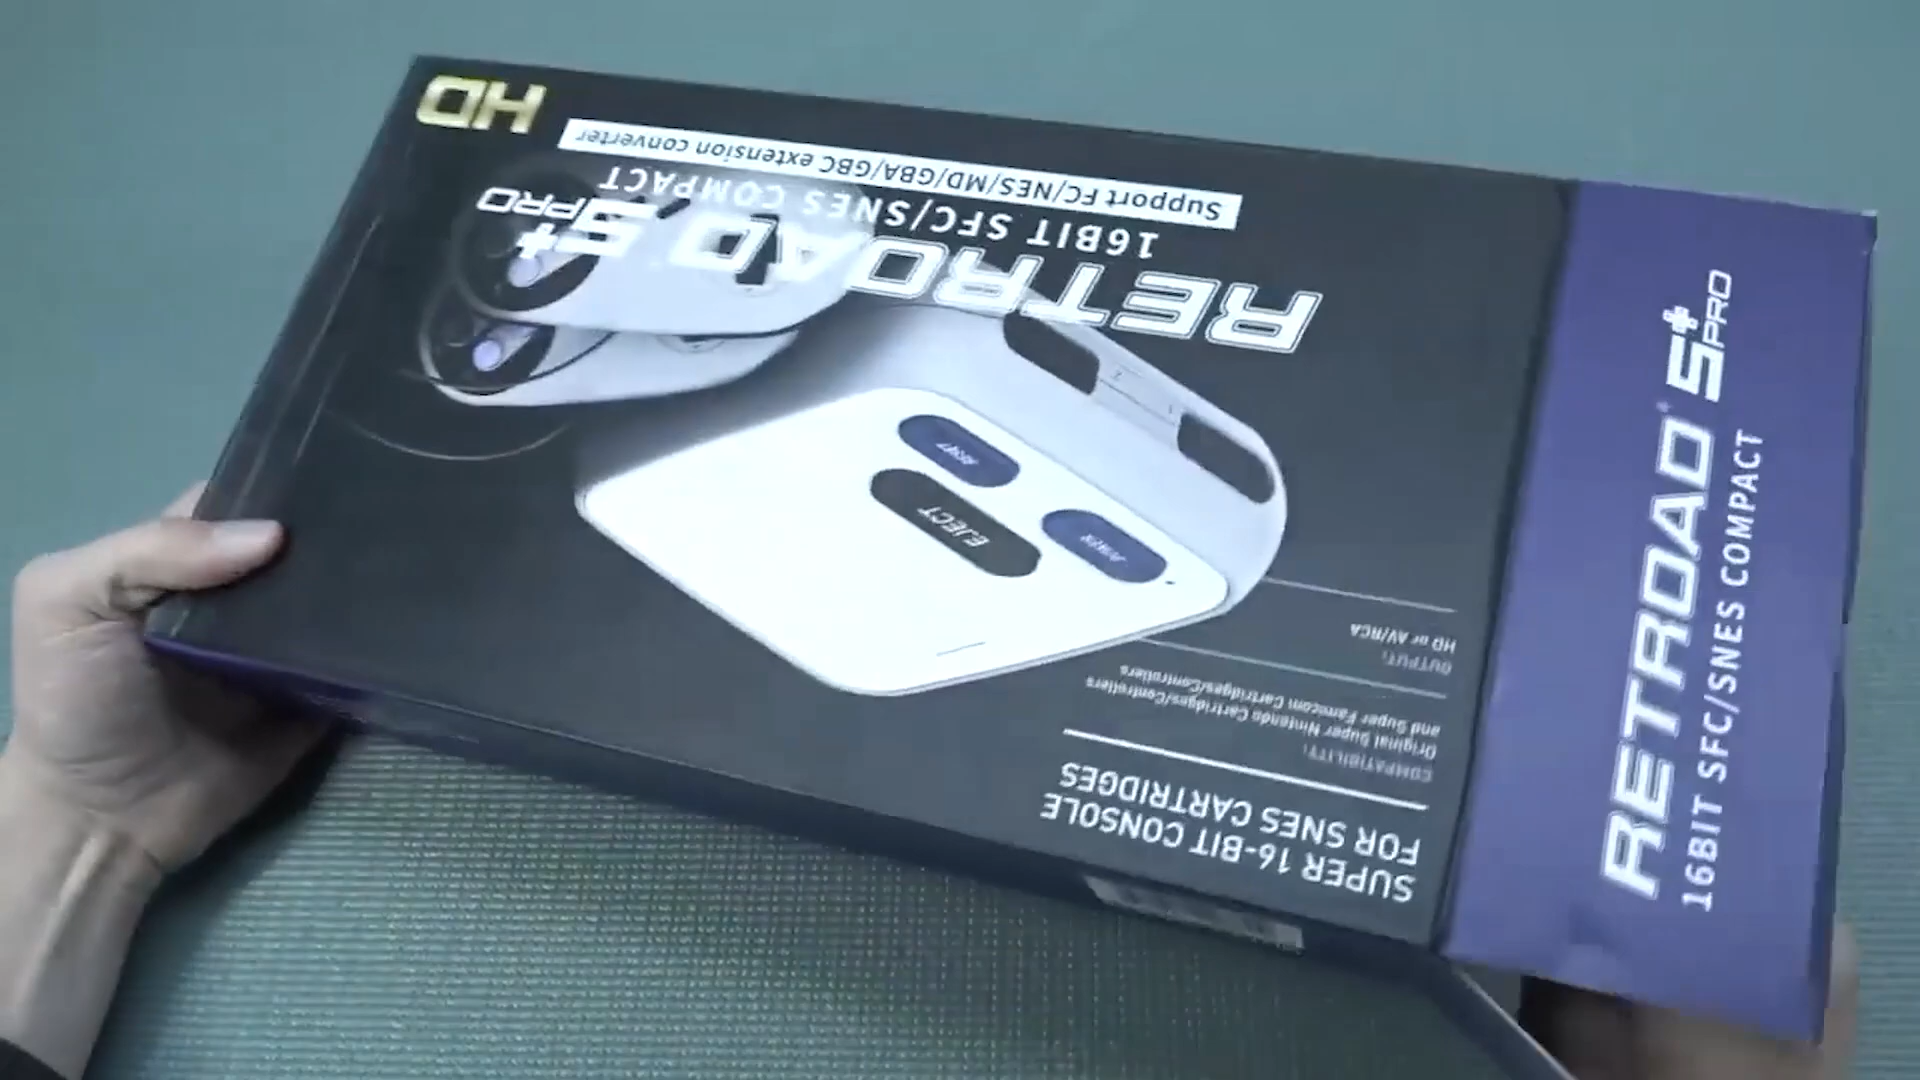 HD
RETROAD 5+ PRO
16BIT SFC/SNES COMPACT
Support FC/NES/MD/GBA/GBC extension converter
RESET
EJECT
POWER
SUPER 16-BIT CONSOLE
FOR SNES CARTRIDGES
COMPATIBILITY:
Original Super Nintendo Cartridges/Controllers
and Super Famicom Cartridges/Controllers
OUTPUT:
HD or AV/RCA
RETROAD 5+ PRO
16BIT SFC/SNES COMPACT